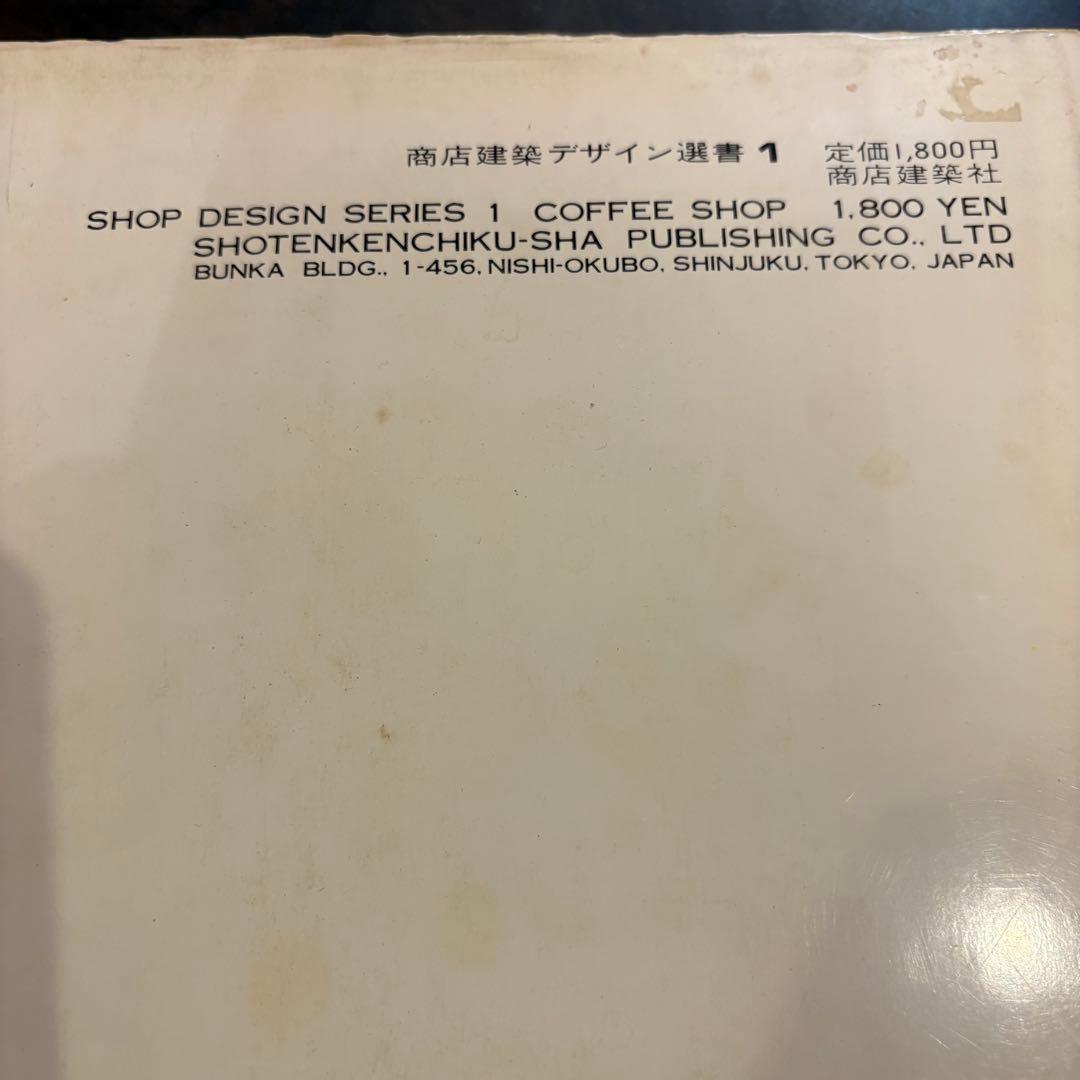 商店建築デザイン選書 1 定価1,800円
商店建築社
SHOP DESIGN SERIES 1 COFFEE SHOP 1,800 YEN
SHOTENKENCHIKU-SHA PUBLISHING CO., LTD
BUNKA BLDG., 1-456, NISHI-OKUBO, SHINJUKU, TOKYO, JAPAN